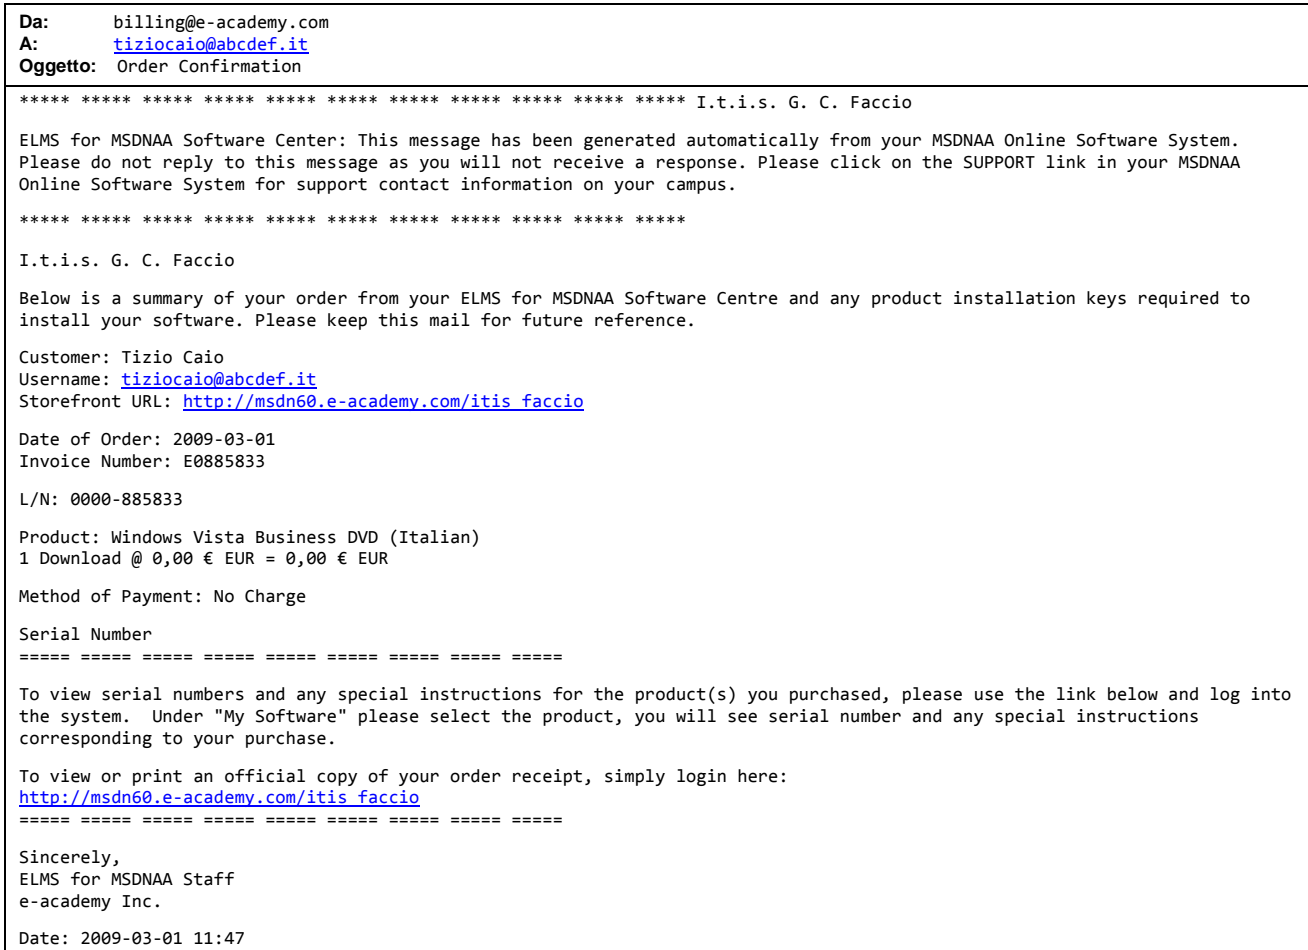 Da: billing@e-academy.com
A: tiziocaio@abcdef.it
Oggetto: Order Confirmation
***** ***** ***** ***** ***** ***** ***** ***** ***** ***** ***** I.t.i.s. G. C. Faccio
ELMS for MSDNAA Software Center: This message has been generated automatically from your MSDNAA Online Software System.
Please do not reply to this message as you will not receive a response. Please click on the SUPPORT link in your MSDNAA
Online Software System for support contact information on your campus.
***** ***** ***** ***** ***** ***** ***** ***** ***** ***** *****
I.t.i.s. G. C. Faccio
Below is a summary of your order from your ELMS for MSDNAA Software Centre and any product installation keys required to
install your software. Please keep this mail for future reference.
Customer: Tizio Caio
Username: tiziocaio@abcdef.it
Storefront URL: http://msdn60.e-academy.com/itis_faccio
Date of Order: 2009-03-01
Invoice Number: E0885833
L/N: 0000-885833
Product: Windows Vista Business DVD (Italian)
1 Download @ 0,00 € EUR = 0,00 € EUR
Method of Payment: No Charge
Serial Number
===== ===== ===== ===== ===== ===== ===== ===== =====
To view serial numbers and any special instructions for the product(s) you purchased, please use the link below and log into
the system.  Under "My Software" please select the product, you will see serial number and any special instructions
corresponding to your purchase.
To view or print an official copy of your order receipt, simply login here:
http://msdn60.e-academy.com/itis_faccio
===== ===== ===== ===== ===== ===== ===== ===== =====
Sincerely,
ELMS for MSDNAA Staff
e-academy Inc.
Date: 2009-03-01 11:47